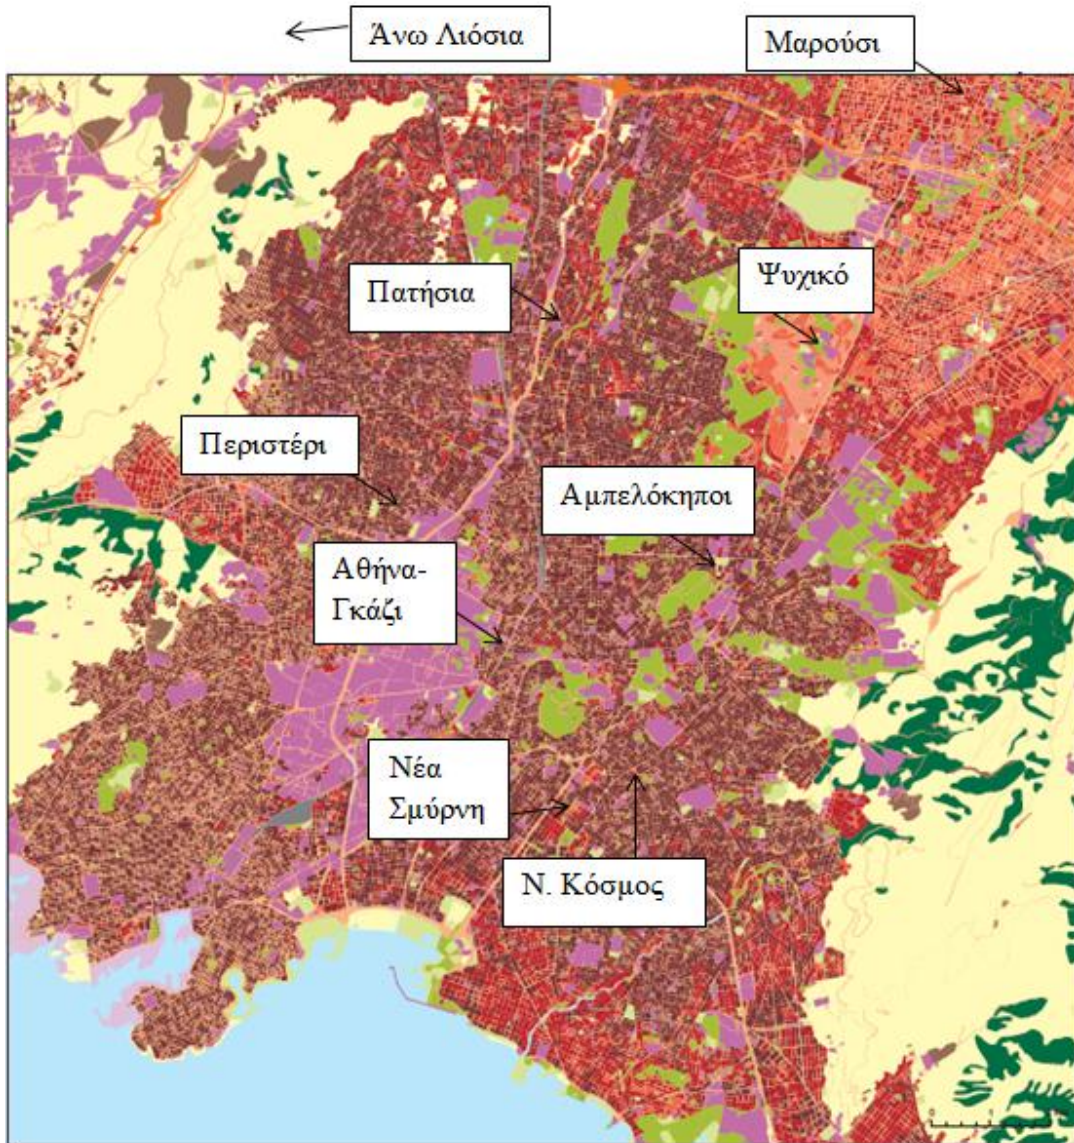 Άνω Λιόσια
Μαρούσι
Ψυχικό
Πατήσια
Περιστέρι
Αμπελόκηποι
Αθήνα-
Γκάζι
Νέα
Σμύρνη
Ν. Κόσμος